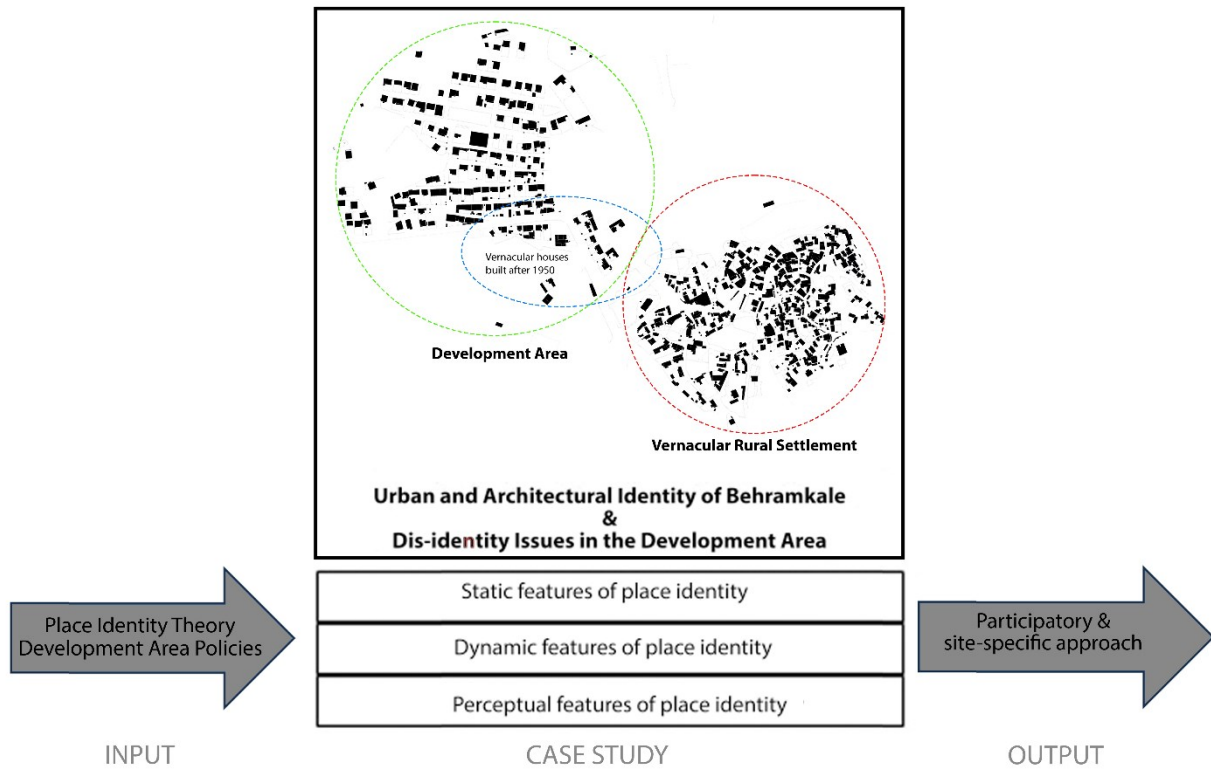 Vernacular houses
built after 1950
Development Area
Vernacular Rural Settlement
Urban and Architectural Identity of Behramkale
&
Dis-identity Issues in the Development Area
Place Identity Theory
Development Area Policies
Static features of place identity
Dynamic features of place identity
Perceptual features of place identity
Participatory &
site-specific approach
INPUT
CASE STUDY
OUTPUT